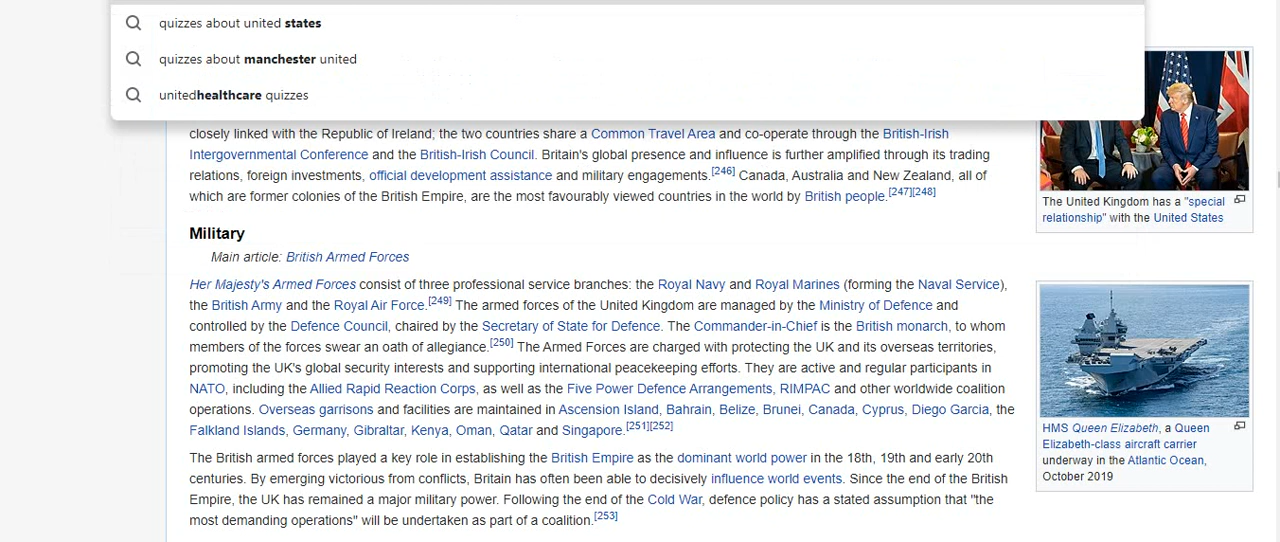 quizzes about united states
quizzes about manchester united
unitedhealthcare quizzes
closely linked with the Republic of Ireland; the two countries share a Common Travel Area and co-operate through the British-Irish
Intergovernmental Conference and the British-Irish Council. Britain's global presence and influence is further amplified through its trading
relations, foreign investments, official development assistance and military engagements.[246] Canada, Australia and New Zealand, all of
which are former colonies of the British Empire, are the most favourably viewed countries in the world by British people.[247][248]
The United Kingdom has a "special
relationship" with the United States
Military
Main article: British Armed Forces
Her Majesty's Armed Forces consist of three professional service branches: the Royal Navy and Royal Marines (forming the Naval Service),
the British Army and the Royal Air Force.[249] The armed forces of the United Kingdom are managed by the Ministry of Defence and
controlled by the Defence Council, chaired by the Secretary of State for Defence. The Commander-in-Chief is the British monarch, to whom
members of the forces swear an oath of allegiance.[250] The Armed Forces are charged with protecting the UK and its overseas territories,
promoting the UK's global security interests and supporting international peacekeeping efforts. They are active and regular participants in
NATO, including the Allied Rapid Reaction Corps, as well as the Five Power Defence Arrangements, RIMPAC and other worldwide coalition
operations. Overseas garrisons and facilities are maintained in Ascension Island, Bahrain, Belize, Brunei, Canada, Cyprus, Diego Garcia, the
Falkland Islands, Germany, Gibraltar, Kenya, Oman, Qatar and Singapore.[251][252]
HMS Queen Elizabeth, a Queen
Elizabeth-class aircraft carrier
underway in the Atlantic Ocean,
October 2019
The British armed forces played a key role in establishing the British Empire as the dominant world power in the 18th, 19th and early 20th
centuries. By emerging victorious from conflicts, Britain has often been able to decisively influence world events. Since the end of the British
Empire, the UK has remained a major military power. Following the end of the Cold War, defence policy has a stated assumption that "the
most demanding operations" will be undertaken as part of a coalition.[253]